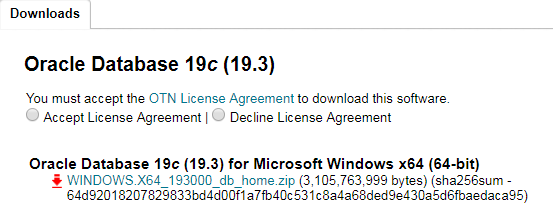 Downloads
Oracle Database 19c (19.3)
You must accept the OTN License Agreement to download this software.
Accept License Agreement | Decline License Agreement
Oracle Database 19c (19.3) for Microsoft Windows x64 (64-bit)
WINDOWS.X64_193000_db_home.zip (3,105,763,999 bytes) (sha256sum -
64d92018207829833bd4d00f1a7fb40c531c8a4a68ded9e430a5d6fbaedaca95)